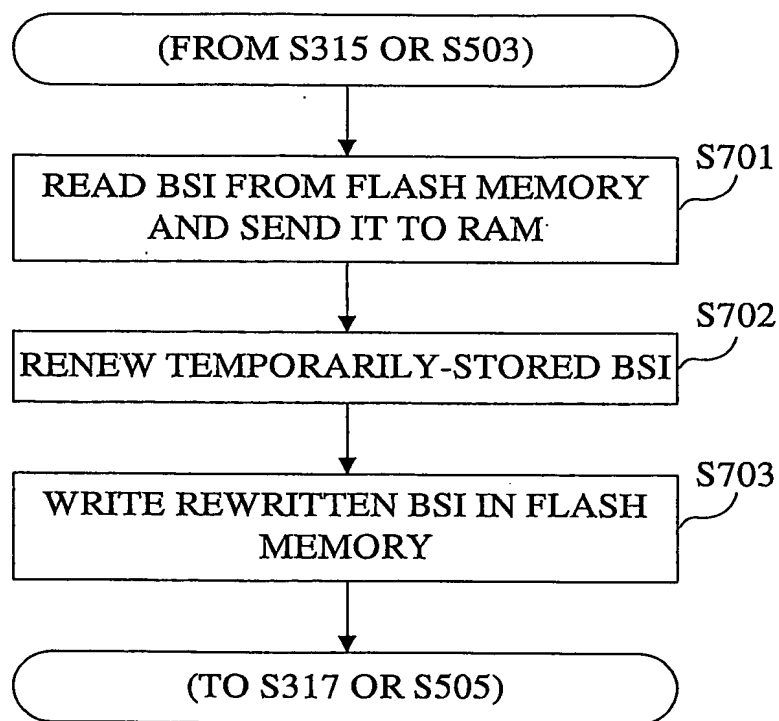 (FROM S315 OR S503)
S701
READ BSI FROM FLASH MEMORY
AND SEND IT TO RAM
S702
RENEW TEMPORARILY-STORED BSI
S703
WRITE REWRITTEN BSI IN FLASH
MEMORY
(TO S317 OR S505)